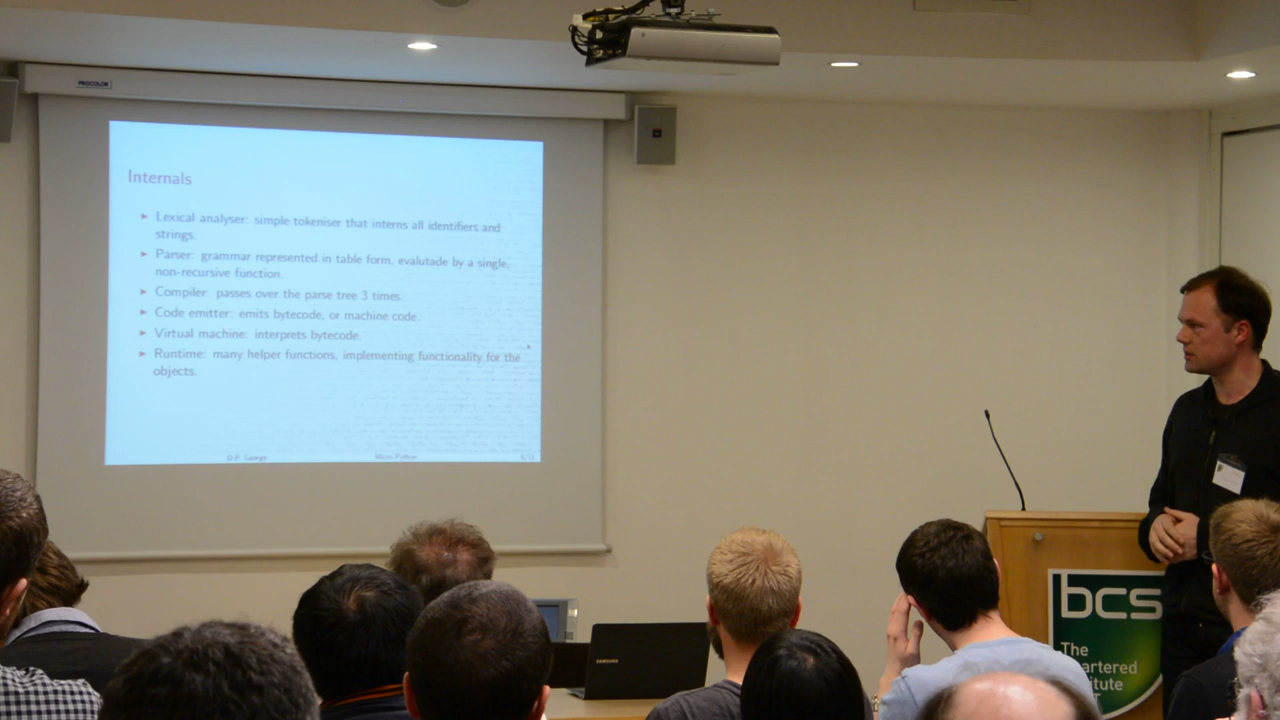 PROCOLOR
Internals
► Lexical analyser: simple tokeniser that interns all identifiers and
strings.
► Parser: grammar represented in table form, evalutade by a single,
non-recursive function.
► Compiler: passes over the parse tree 3 times.
► Code emitter: emits bytecode, or machine code.
► Virtual machine: interprets bytecode.
► Runtime: many helper functions, implementing functionality for the
objects.
D.P. George Micro Python
SAMSUNG
bcs
The
artered
itute